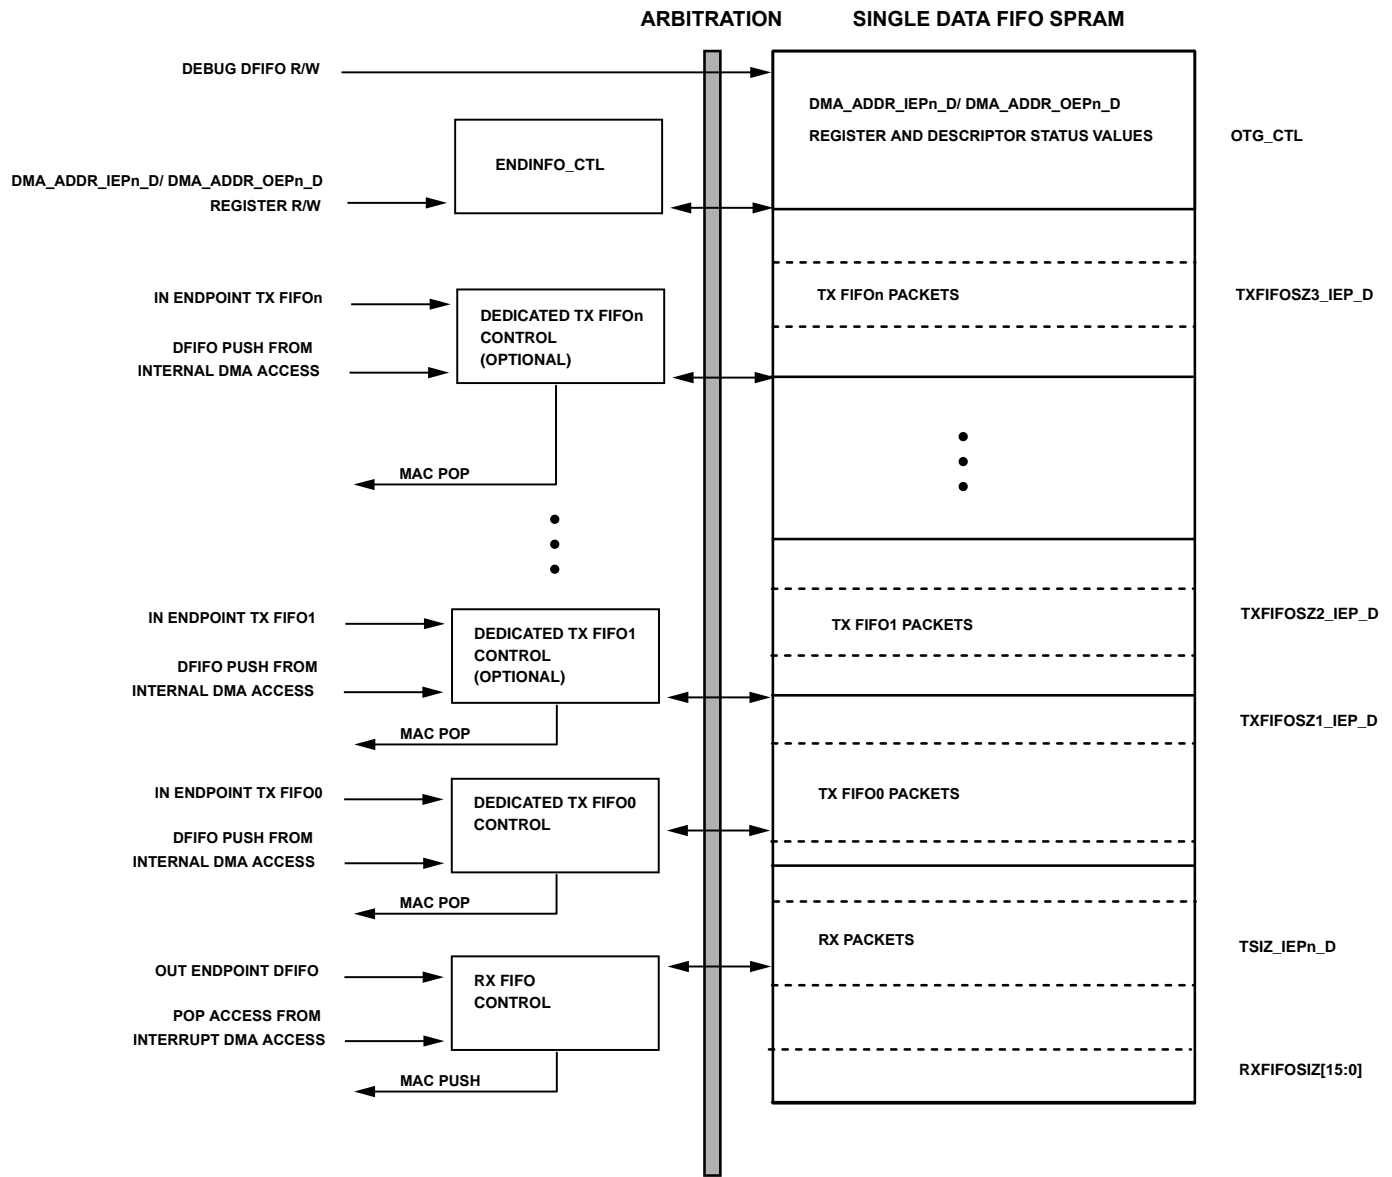 ARBITRATION
SINGLE DATA FIFO SPRAM
DEBUG DFIFO R/W
DMA_ADDR_IEPn_D/ DMA_ADDR_OEPn_D
REGISTER AND DESCRIPTOR STATUS VALUES
OTG_CTL
ENDINFO_CTL
DMA_ADDR_IEPn_D/ DMA_ADDR_OEPn_D
REGISTER R/W
IN ENDPOINT TX FIFOn
DFIFO PUSH FROM
INTERNAL DMA ACCESS
DEDICATED TX FIFOn
CONTROL
(OPTIONAL)
TX FIFOn PACKETS
TXFIFOSZ3_IEP_D
MAC POP
IN ENDPOINT TX FIFO1
DFIFO PUSH FROM
INTERNAL DMA ACCESS
DEDICATED TX FIFO1
CONTROL
(OPTIONAL)
TX FIFO1 PACKETS
TXFIFOSZ2_IEP_D
MAC POP
TXFIFOSZ1_IEP_D
IN ENDPOINT TX FIFO0
DFIFO PUSH FROM
INTERNAL DMA ACCESS
DEDICATED TX FIFO0
CONTROL
TX FIFO0 PACKETS
MAC POP
OUT ENDPOINT DFIFO
POP ACCESS FROM
INTERRUPT DMA ACCESS
RX FIFO
CONTROL
RX PACKETS
TSIZ_IEPn_D
MAC PUSH
RXFIFOSIZ[15:0]